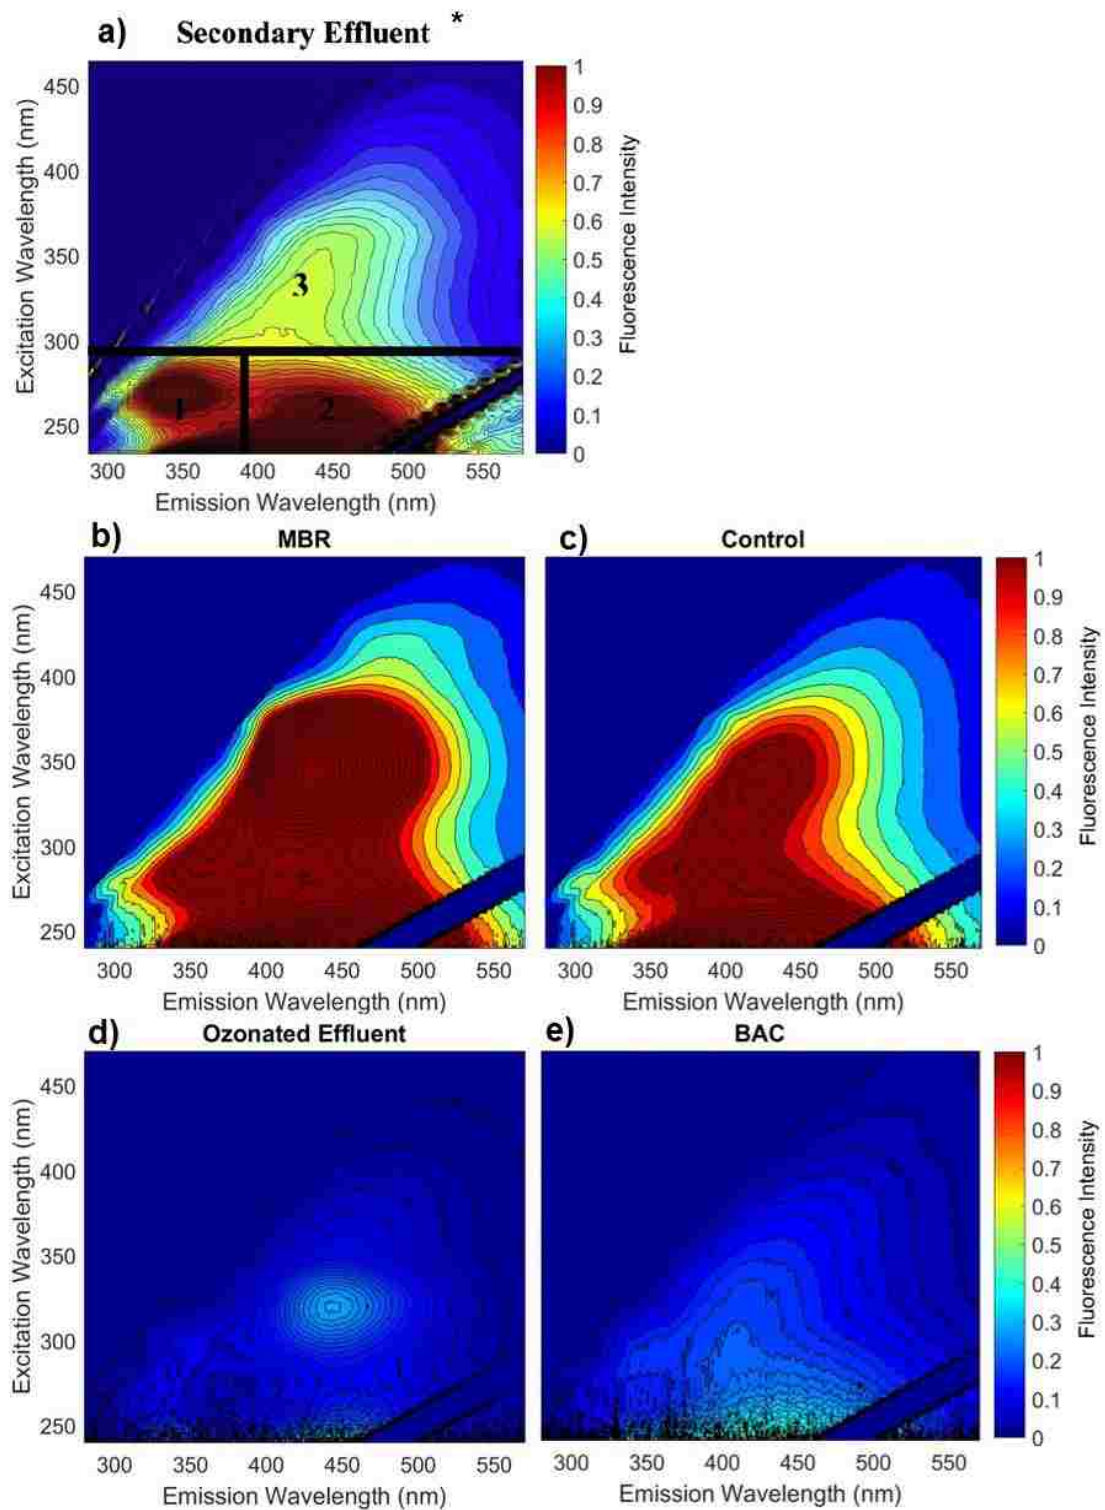 a) Secondary Effluent *
Excitation Wavelength (nm)
450
400
350
300
250
3
1
2
300 350 400 450 500 550
Emission Wavelength (nm)
1
0.9
0.8
0.7
0.6
0.5
0.4
0.3
0.2
0.1
0
Fluorescence Intensity
b) MBR
Excitation Wavelength (nm)
450
400
350
300
250
300 350 400 450 500 550
Emission Wavelength (nm)
c) Control
300 350 400 450 500 550
Emission Wavelength (nm)
1
0.9
0.8
0.7
0.6
0.5
0.4
0.3
0.2
0.1
0
Fluorescence Intensity
d) Ozonated Effluent
Excitation Wavelength (nm)
450
400
350
300
250
300 350 400 450 500 550
Emission Wavelength (nm)
e) BAC
300 350 400 450 500 550
Emission Wavelength (nm)
1
0.9
0.8
0.7
0.6
0.5
0.4
0.3
0.2
0.1
0
Fluorescence Intensity